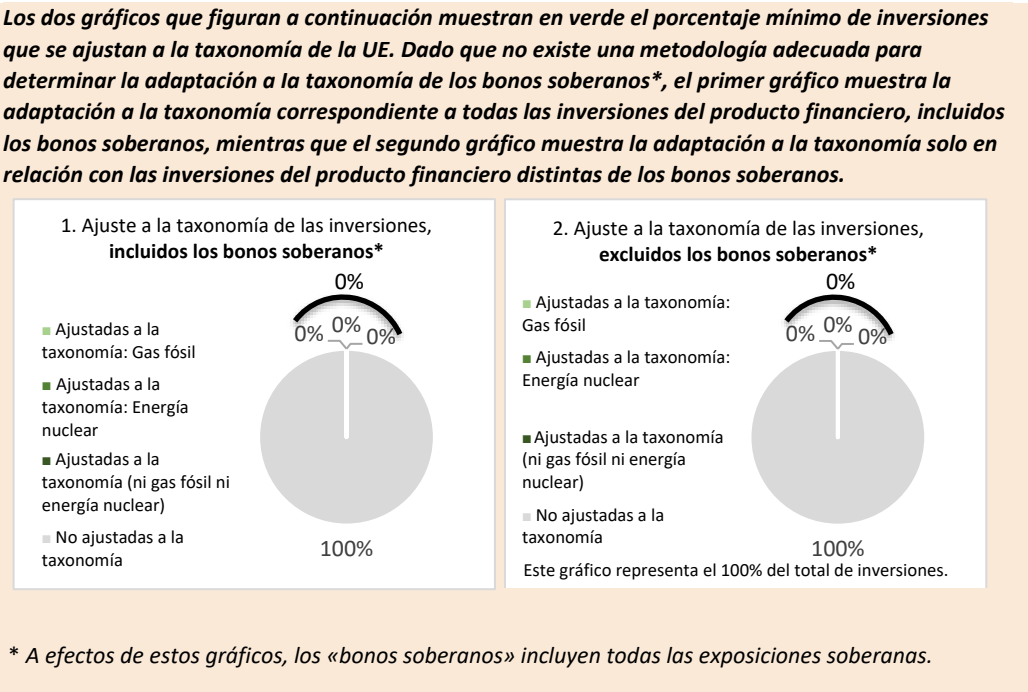 Los dos gráficos que figuran a continuación muestran en verde el porcentaje mínimo de inversiones
que se ajustan a la taxonomía de la UE. Dado que no existe una metodología adecuada para
determinar la adaptación a la taxonomía de los bonos soberanos*, el primer gráfico muestra la
adaptación a la taxonomía correspondiente a todas las inversiones del producto financiero, incluidos
los bonos soberanos, mientras que el segundo gráfico muestra la adaptación a la taxonomía solo en
relación con las inversiones del producto financiero distintas de los bonos soberanos.
1. Ajuste a la taxonomía de las inversiones,
incluidos los bonos soberanos*
0%
0% 0% 0%
■ Ajustadas a la
taxonomía: Gas fósil
■ Ajustadas a la
taxonomía: Energía
nuclear
■ Ajustadas a la
taxonomía (ni gas fósil ni
energía nuclear)
■ No ajustadas a la
taxonomía
100%
2. Ajuste a la taxonomía de las inversiones,
excluidos los bonos soberanos*
0%
0% 0% 0%
■ Ajustadas a la taxonomía:
Gas fósil
■ Ajustadas a la taxonomía:
Energía nuclear
■ Ajustadas a la taxonomía
(ni gas fósil ni energía
nuclear)
■ No ajustadas a la
taxonomía
100%
Este gráfico representa el 100% del total de inversiones.
* A efectos de estos gráficos, los «bonos soberanos» incluyen todas las exposiciones soberanas.